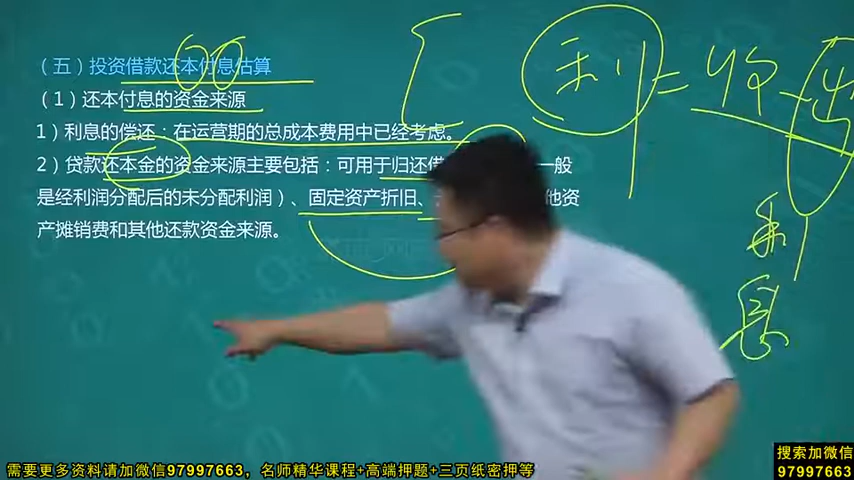 （五）投资借款还本付息估算
（1）还本付息的资金来源
1）利息的偿还：在运营期的总成本费用中已经考虑。
2）贷款还本金的资金来源主要包括：可用于归还借 一般
是经利润分配后的未分配利润）、固定资产折旧、 他资
产摊销费和其他还款资金来源。
利 = 收 -
利
息
需要更多资料请加微信97997663，名师精华课程+高端押题+三页纸密押等
搜索加微信
97997663